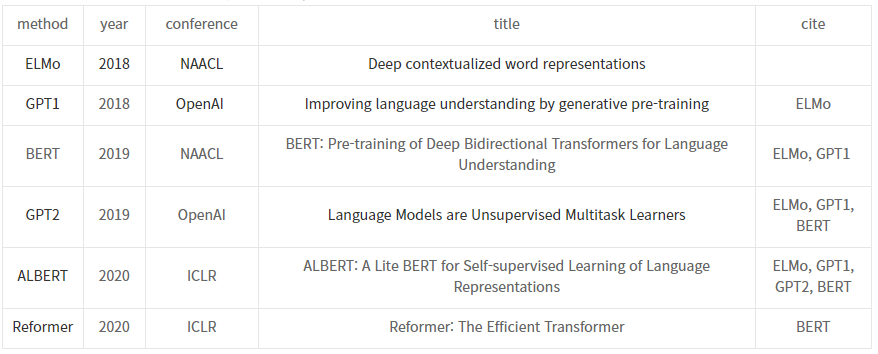 method year conference title cite
ELMo 2018 NAACL Deep contextualized word representations
GPT1 2018 OpenAI Improving language understanding by generative pre-training ELMo
BERT 2019 NAACL BERT: Pre-training of Deep Bidirectional Transformers for Language
Understanding ELMo, GPT1
GPT2 2019 OpenAI Language Models are Unsupervised Multitask Learners ELMo, GPT1,
BERT
ALBERT 2020 ICLR ALBERT: A Lite BERT for Self-supervised Learning of Language
Representations ELMo, GPT1,
GPT2, BERT
Reformer 2020 ICLR Reformer: The Efficient Transformer BERT